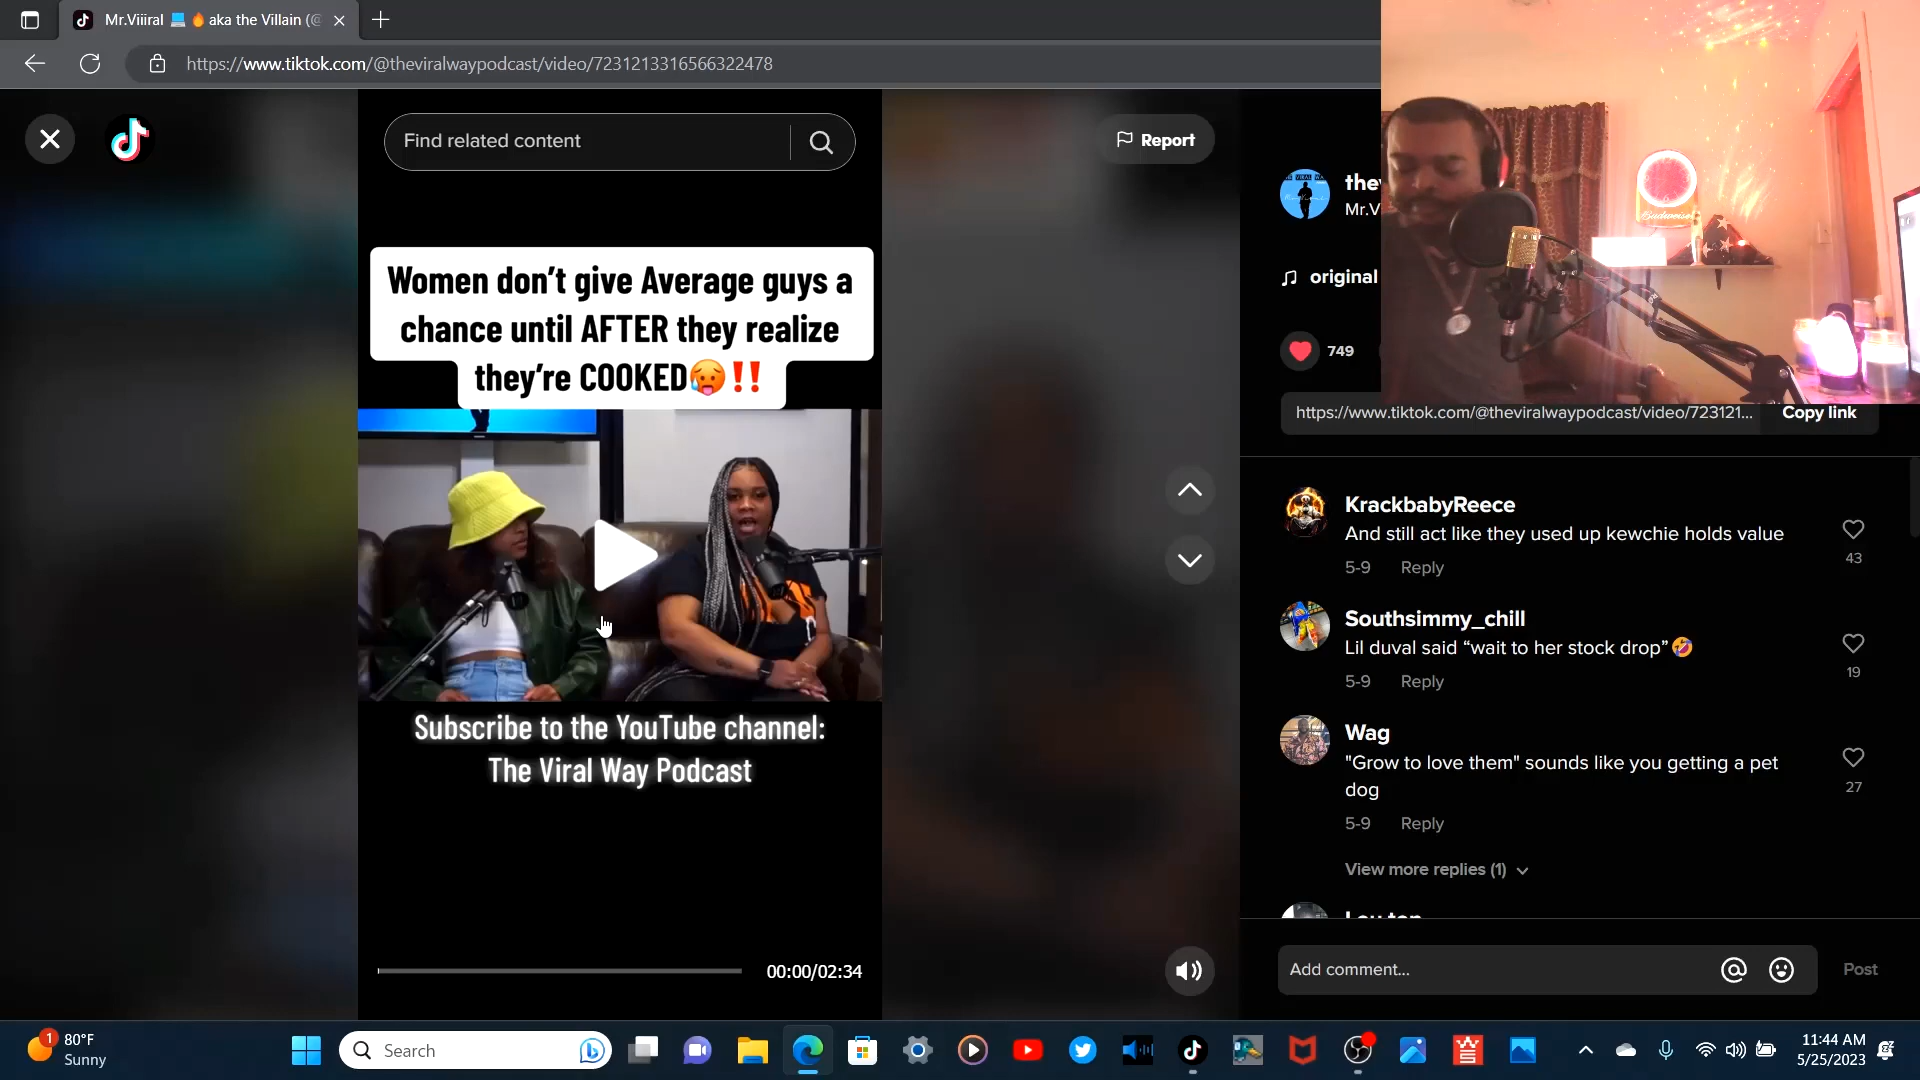 Mr.Viiiral 💻🔥aka the Villain (@
https://www.tiktok.com/@theviralwaypodcast/video/7231213316566322478
Find related content
Report
Mr.V
original
Women don't give Average guys a
chance until AFTER they realize
they're COOKED🥵‼️
749
https://www.tiktok.com/@theviralwaypodcast/video/723121... Copy link
Budweiser
KrackbabyReece
And still act like they used up kewchie holds value
43
5-9 Reply
Southsimmy_chill
Lil duval said “wait to her stock drop”🤣
19
5-9 Reply
Wag
"Grow to love them" sounds like you getting a pet
dog
27
5-9 Reply
View more replies (1)
Subscribe to the YouTube channel:
The Viral Way Podcast
00:00/02:34
Add comment... Post
1
80°F
Sunny
Search
11:44 AM
5/25/2023